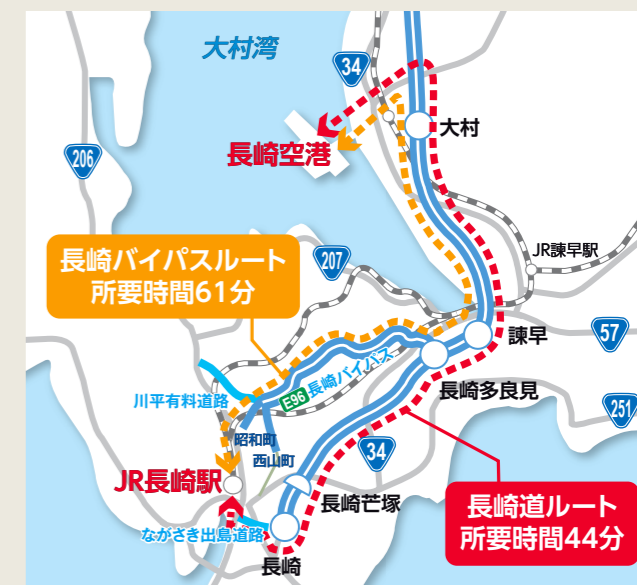 大村湾
34
大村
長崎空港
206
JR諫早駅
長崎バイパスルート
所要時間61分
207
諫早
57
長崎多良見
251
E96
長崎バイパス
川平有料道路
昭和町
西山町
34
JR長崎駅
長崎芒塚
長崎道ルート
所要時間44分
ながさき出島道路
長崎